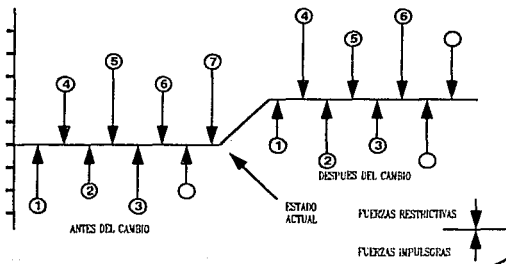 ④ ⑤ ⑥ ⑦
① ② ③
④ ⑤ ⑥
① ② ③
ANTES DEL CAMBIO
ESTADO
ACTUAL
DESPUES DEL CAMBIO
FUERZAS RESTRICTIVAS
FUERZAS IMPULSORAS